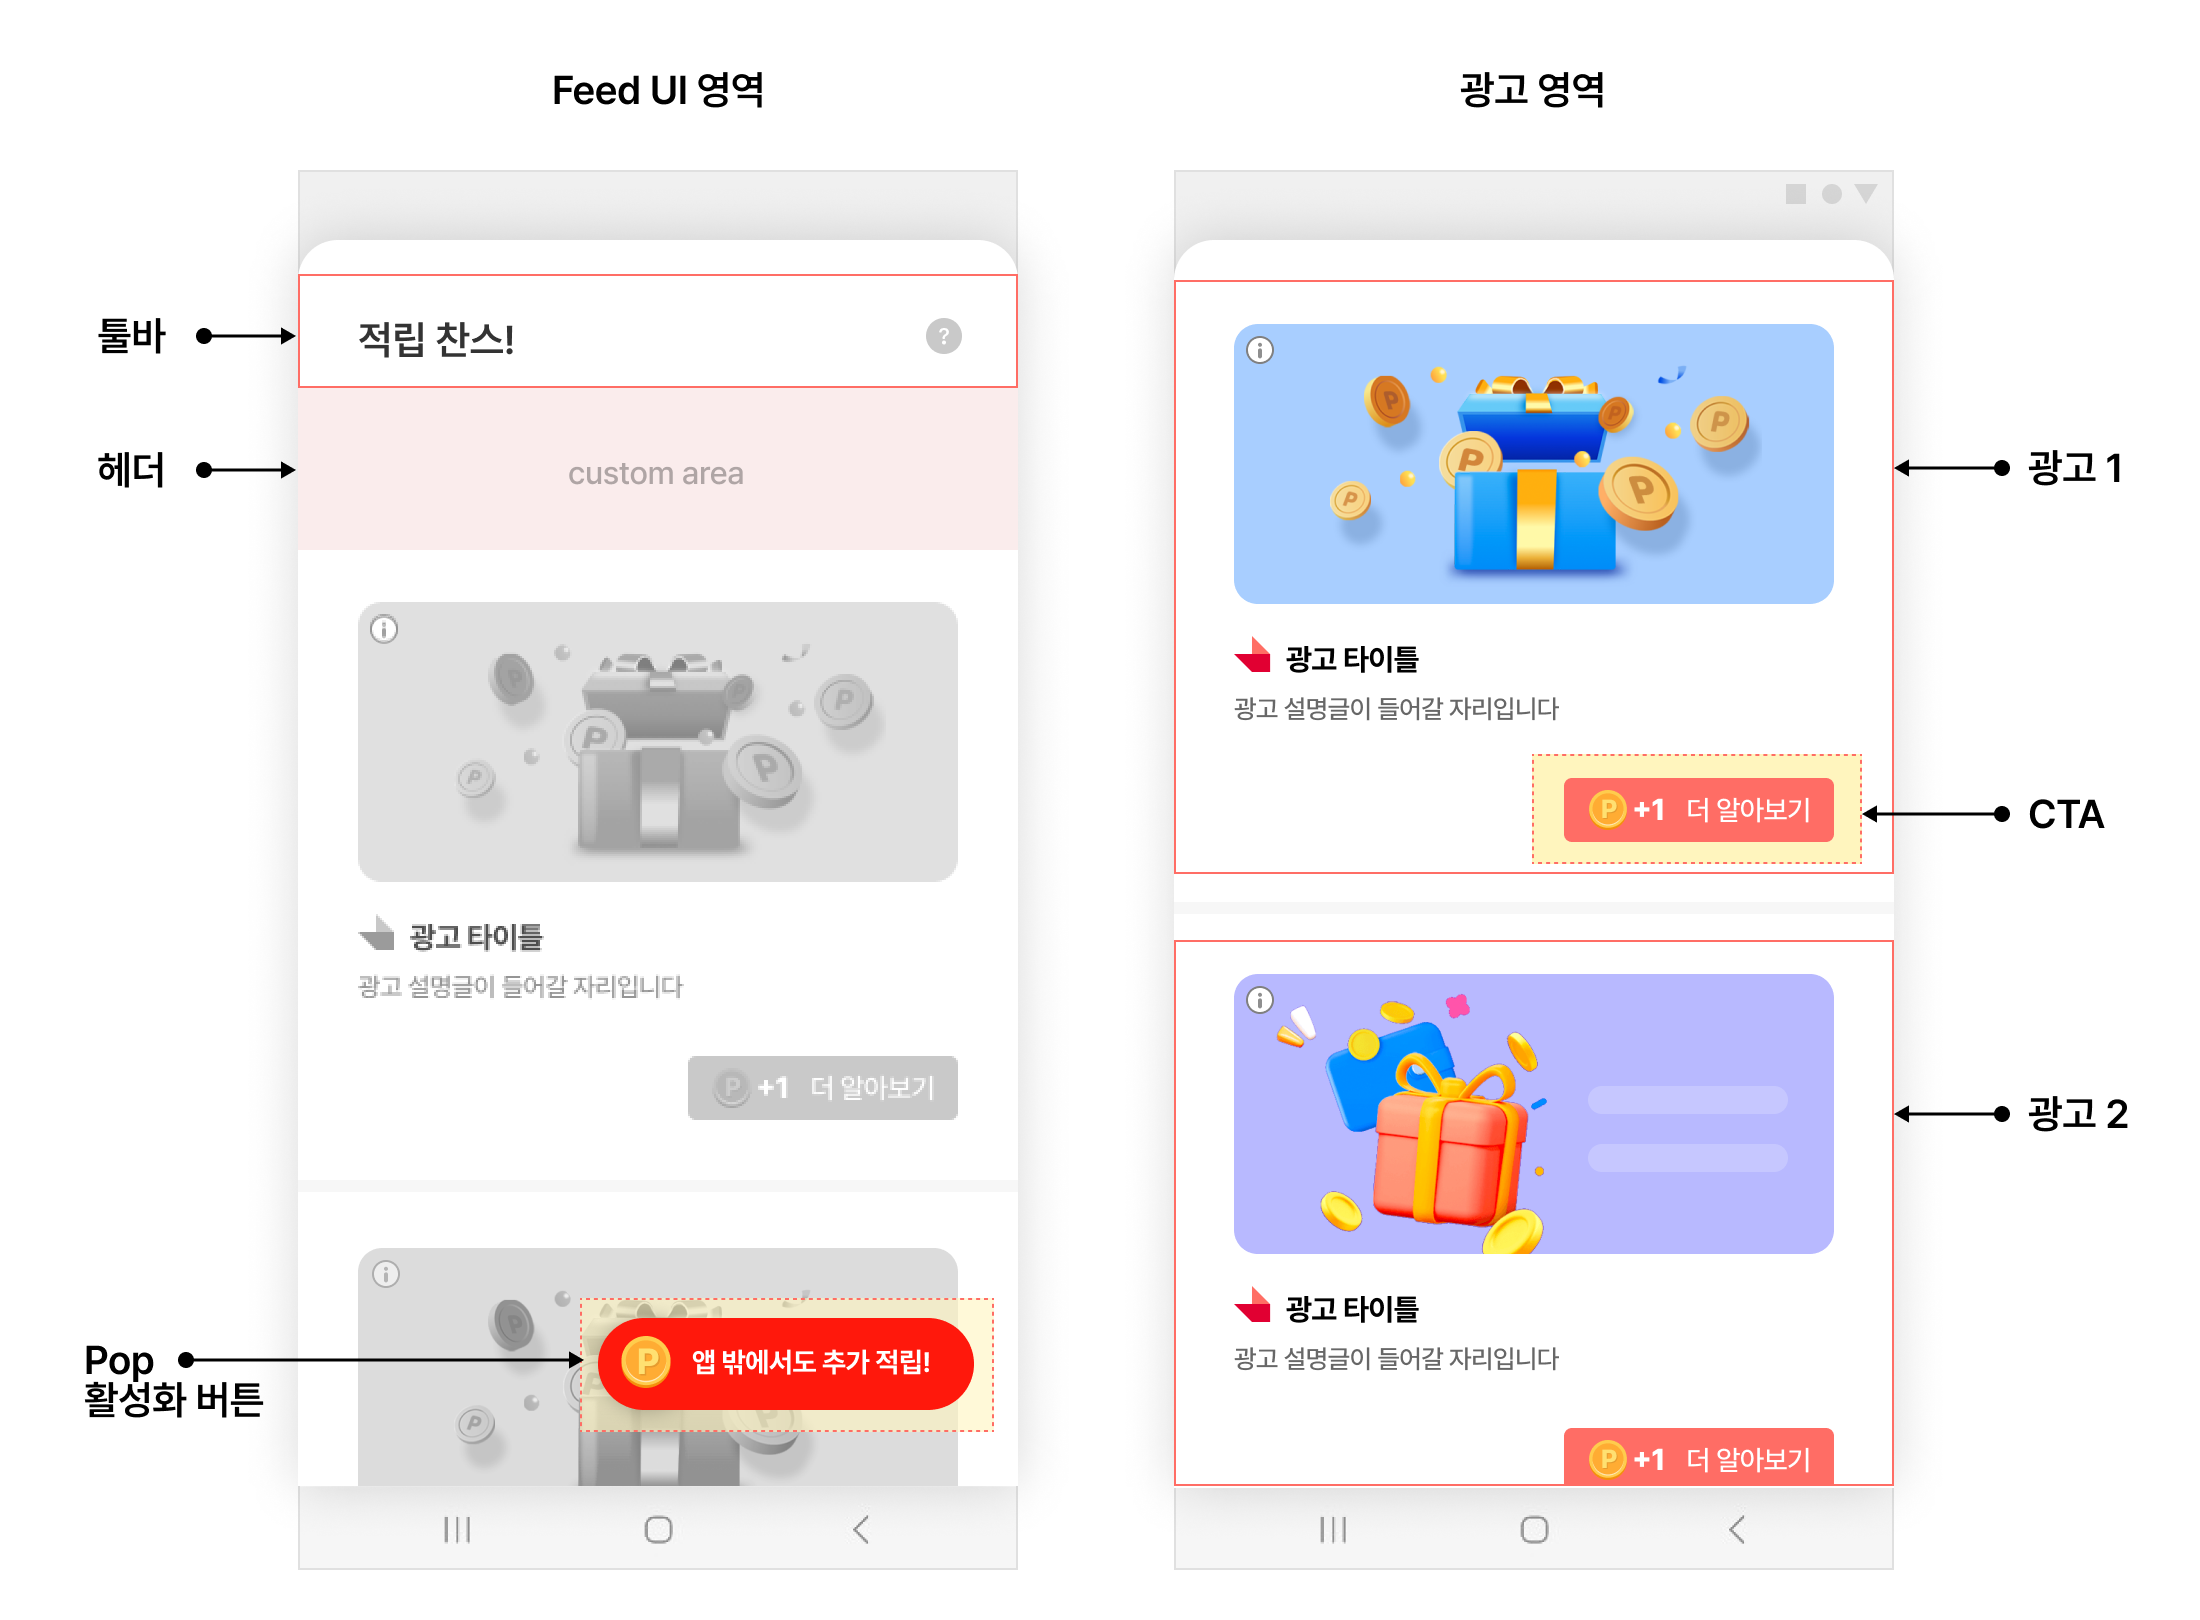 Feed UI 영역
툴바
적립 찬스!
?
헤더
custom area
광고 타이틀
광고 설명글이 들어갈 자리입니다
P +1 더 알아보기
Pop
활성화 버튼
P 앱 밖에서도 추가 적립!
광고 영역
광고 1
광고 타이틀
광고 설명글이 들어갈 자리입니다
P +1 더 알아보기
CTA
광고 2
광고 타이틀
광고 설명글이 들어갈 자리입니다
P +1 더 알아보기